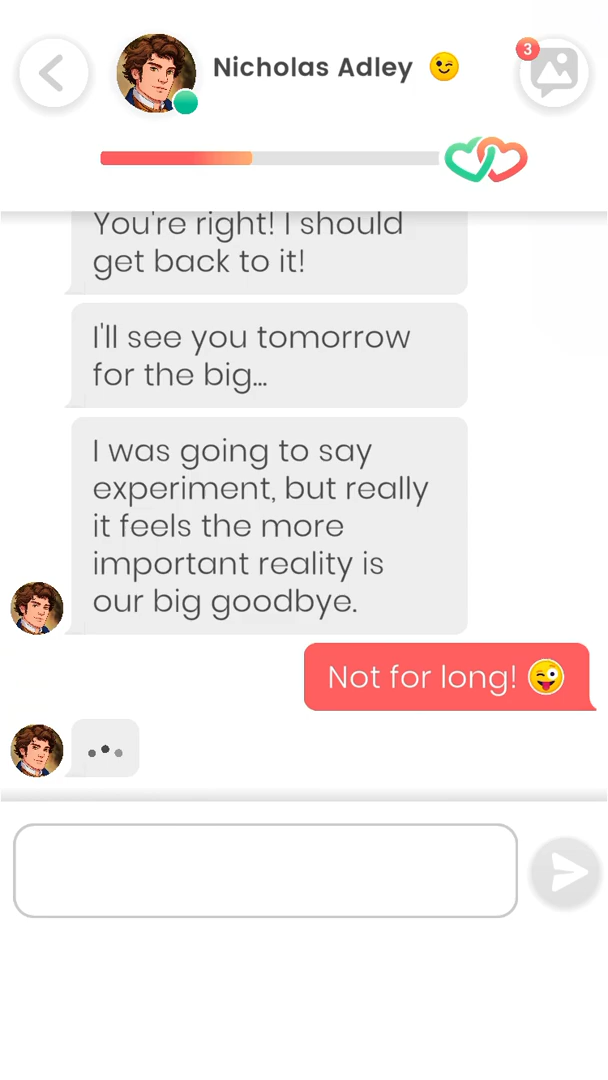 Nicholas Adley 😉
3
You're right! I should
get back to it!
I'll see you tomorrow
for the big...
I was going to say
experiment, but really
it feels the more
important reality is
our big goodbye.
Not for long! 😜